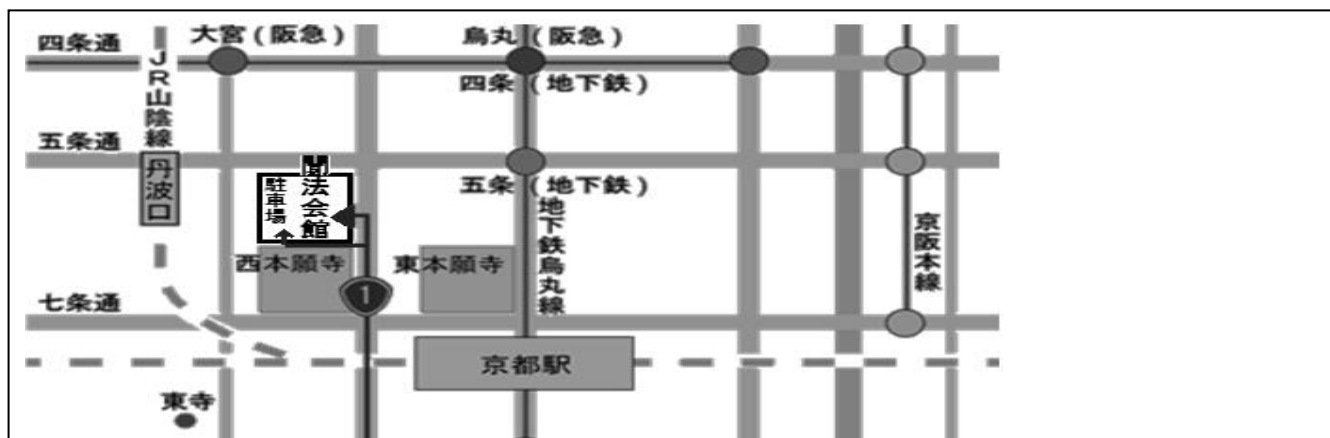 大宮(阪急)
烏丸(阪急)
四条通
JR山陰線
四条(地下鉄)
五条通
丹波口
聞法会館
駐車場
五条(地下鉄)
地下鉄烏丸線
京阪本線
西本願寺
東本願寺
1
七条通
京都駅
東寺